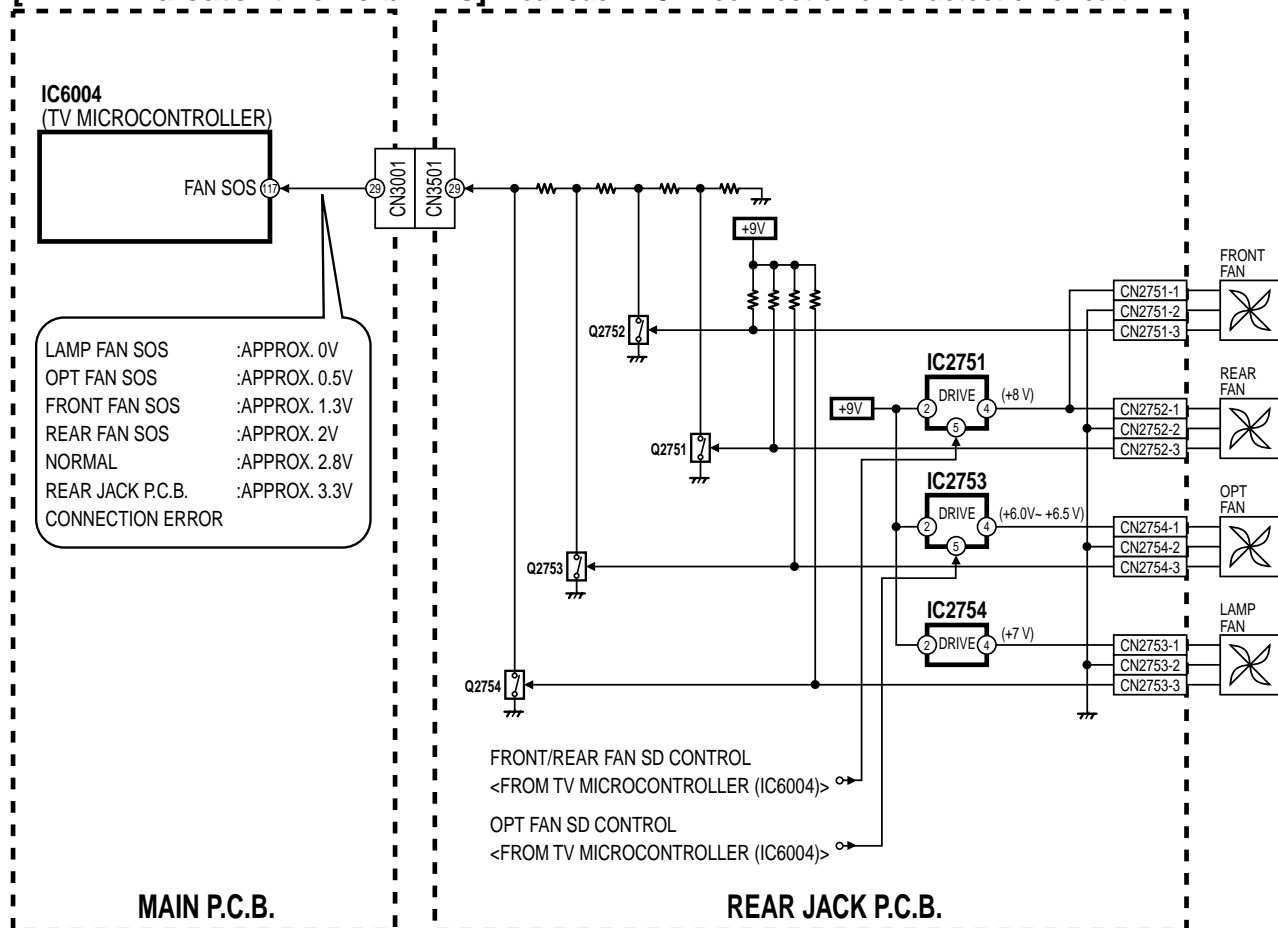 IC6004
(TV MICROCONTROLLER)
FAN SOS 117
29
CN3001
CN3501
29
+9V
LAMP FAN SOS :APPROX. 0V
OPT FAN SOS :APPROX. 0.5V
FRONT FAN SOS :APPROX. 1.3V
REAR FAN SOS :APPROX. 2V
NORMAL :APPROX. 2.8V
REAR JACK P.C.B. :APPROX. 3.3V
CONNECTION ERROR
Q2752
Q2751
Q2753
Q2754
+9V
IC2751
2 DRIVE 4 (+8 V)
5
IC2753
2 DRIVE 4 (+6.0V~ +6.5 V)
5
IC2754
2 DRIVE 4 (+7 V)
FRONT
FAN
CN2751-1
CN2751-2
CN2751-3
REAR
FAN
CN2752-1
CN2752-2
CN2752-3
OPT
FAN
CN2754-1
CN2754-2
CN2754-3
LAMP
FAN
CN2753-1
CN2753-2
CN2753-3
FRONT/REAR FAN SD CONTROL
<FROM TV MICROCONTROLLER (IC6004)>
OPT FAN SD CONTROL
<FROM TV MICROCONTROLLER (IC6004)>
MAIN P.C.B.
REAR JACK P.C.B.